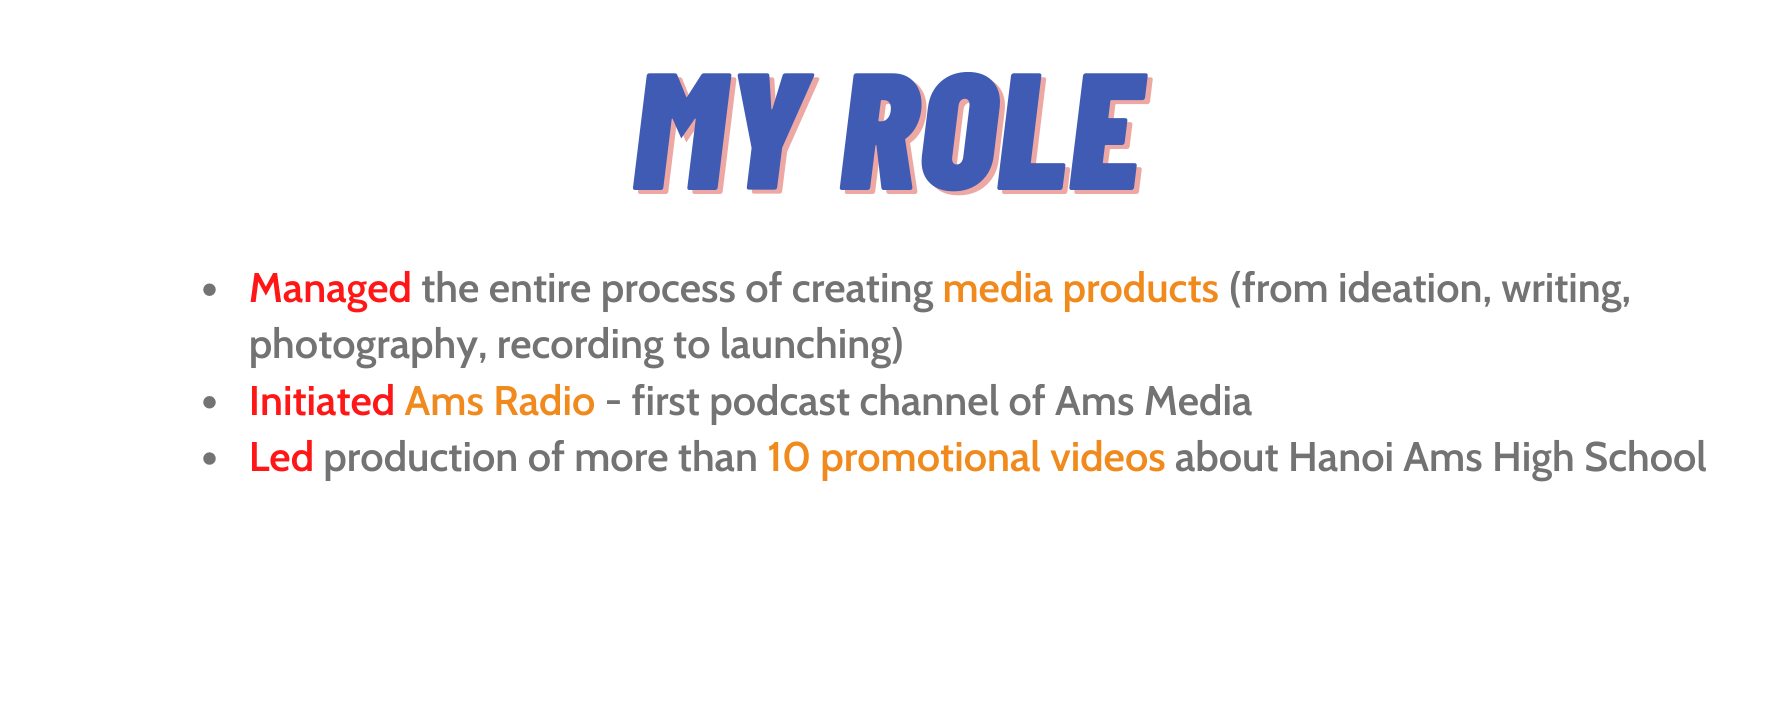 MY ROLE
• Managed the entire process of creating media products (from ideation, writing,
photography, recording to launching)
• Initiated Ams Radio - first podcast channel of Ams Media
• Led production of more than 10 promotional videos about Hanoi Ams High School